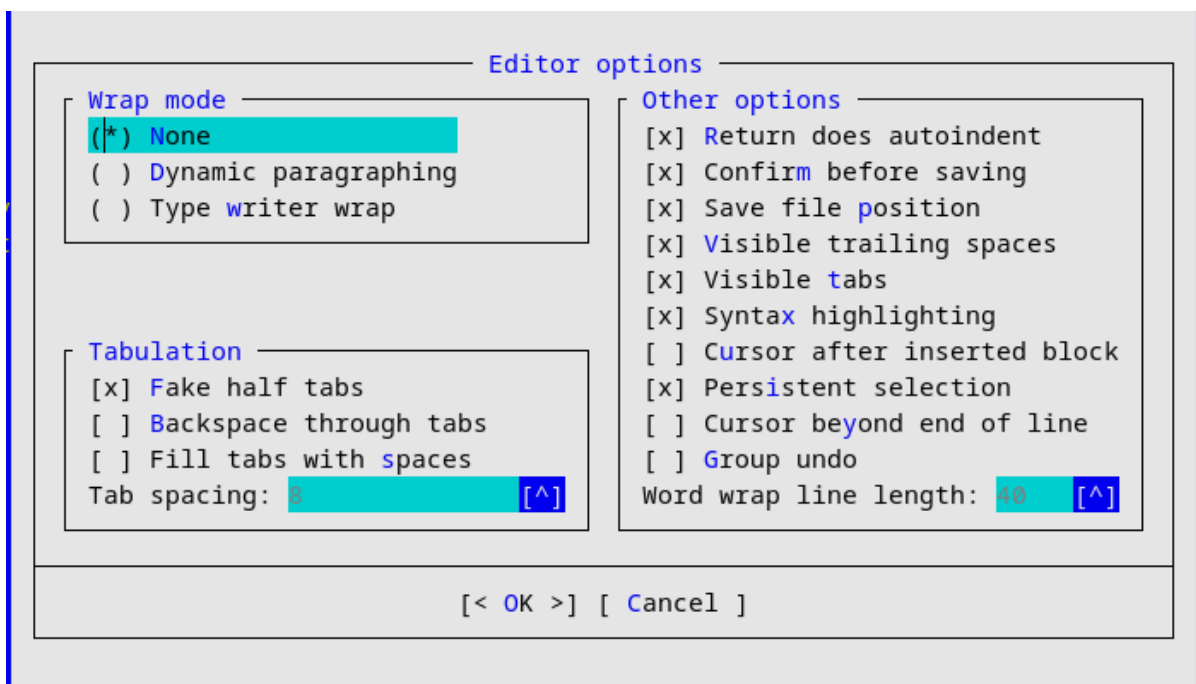 Editor options
Wrap mode
(*) None
( ) Dynamic paragraphing
( ) Type writer wrap
Tabulation
[x] Fake half tabs
[ ] Backspace through tabs
[ ] Fill tabs with spaces
Tab spacing: 8 [^]
Other options
[x] Return does autoindent
[x] Confirm before saving
[x] Save file position
[x] Visible trailing spaces
[x] Visible tabs
[x] Syntax highlighting
[ ] Cursor after inserted block
[x] Persistent selection
[ ] Cursor beyond end of line
[ ] Group undo
Word wrap line length: 40 [^]
[< OK >] [ Cancel ]